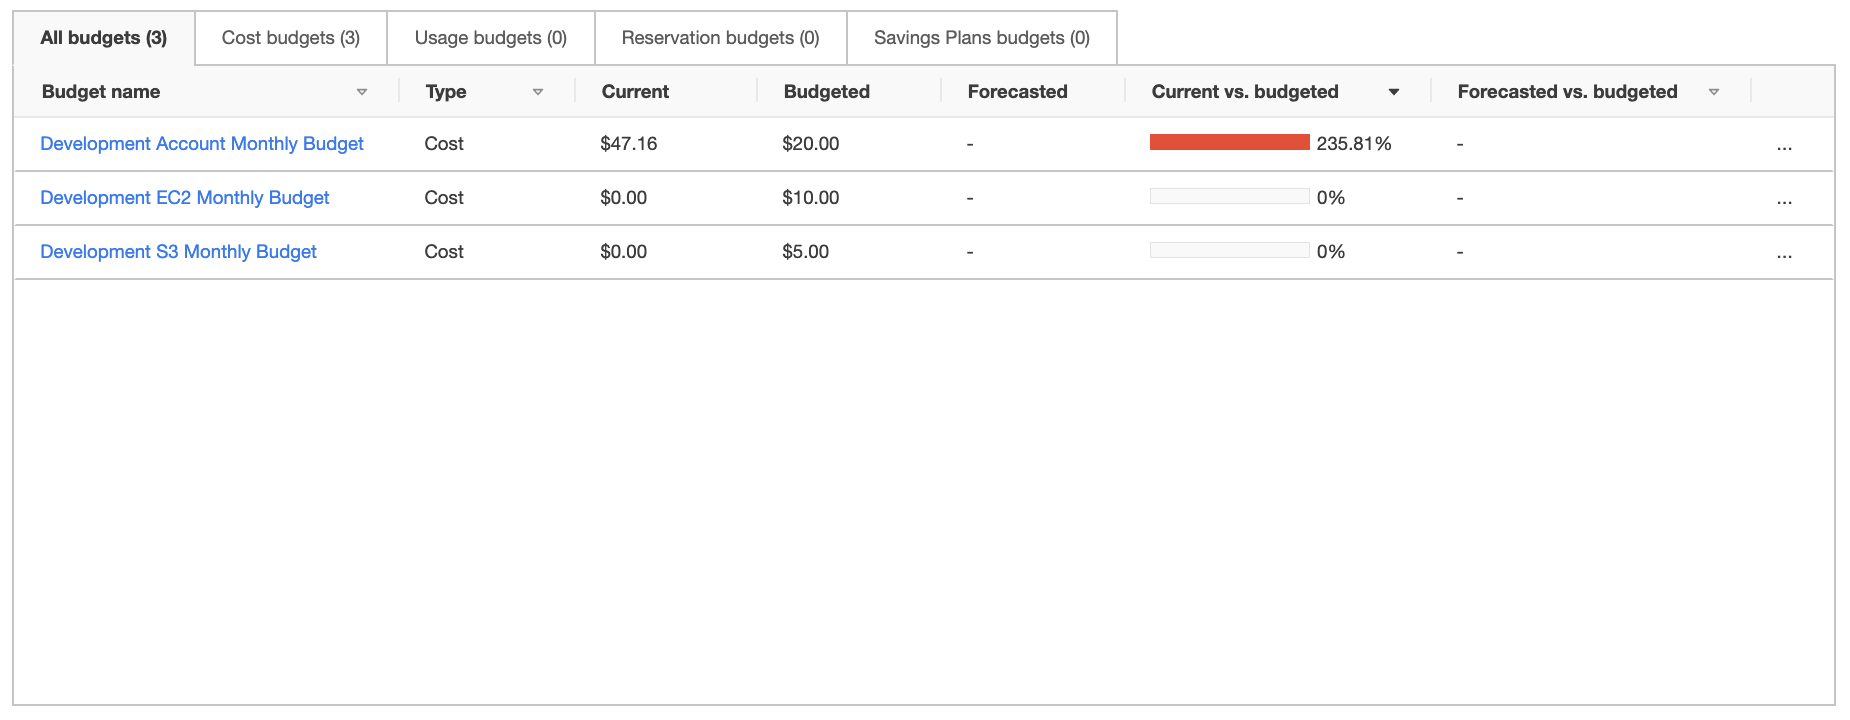 All budgets (3) Cost budgets (3) Usage budgets (0) Reservation budgets (0) Savings Plans budgets (0)
Budget name Type Current Budgeted Forecasted Current vs. budgeted Forecasted vs. budgeted
Development Account Monthly Budget Cost $47.16 $20.00 - 235.81% - ...
Development EC2 Monthly Budget Cost $0.00 $10.00 - 0% - ...
Development S3 Monthly Budget Cost $0.00 $5.00 - 0% - ...